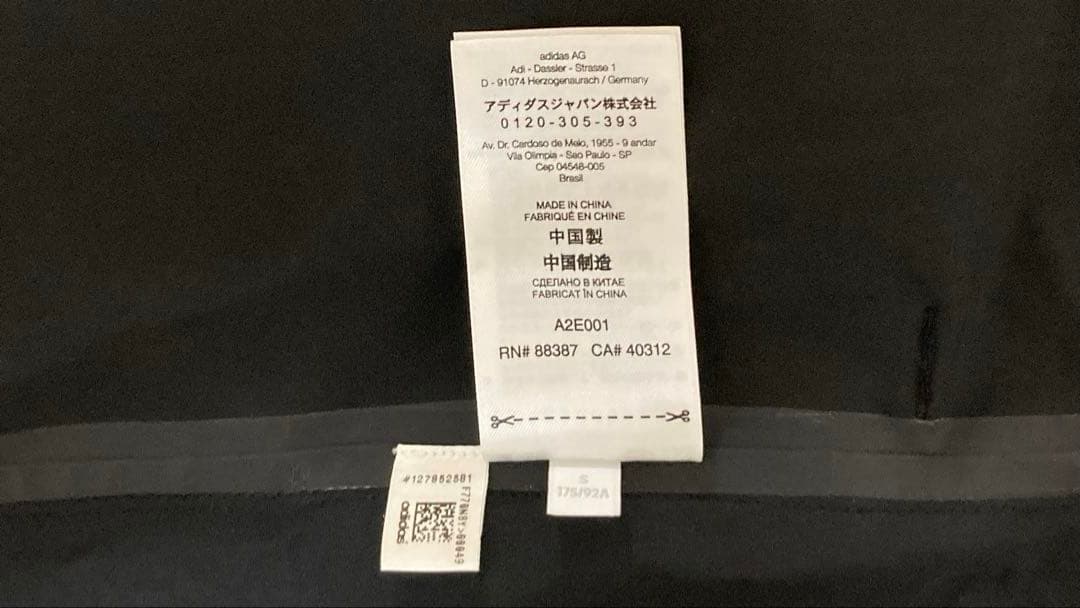 adidas AG
Adi - Dassler - Strasse 1
D - 91074 Herzogenaurach / Germany
アディダスジャパン株式会社
0120-305-393
Av. Dr. Cardoso de Melo, 1955 - 9 andar
Vila Olimpia - Sao Paulo - SP
Cep 04548-005
Brasil
MADE IN CHINA
FABRIQUÉ EN CHINE
中国製
中国制造
СДЕЛАНО В КИТАЕ
FABRICAT ÎN CHINA
A2E001
RN# 88387 CA# 40312
S
175/92A
#127852581
adidas